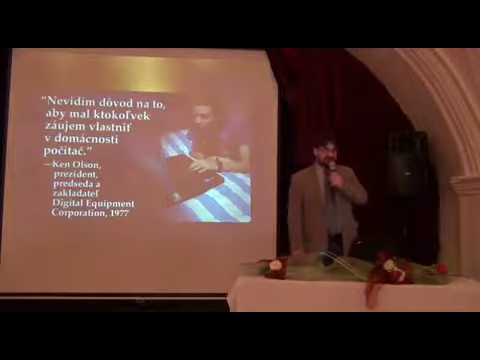 “Nevidím dôvod na to,
aby mal ktokoľvek
záujem vlastniť
v domácnosti
počítač.”
—Ken Olson,
prezident,
predseda a
zakladateľ
Digital Equipment
Corporation, 1977